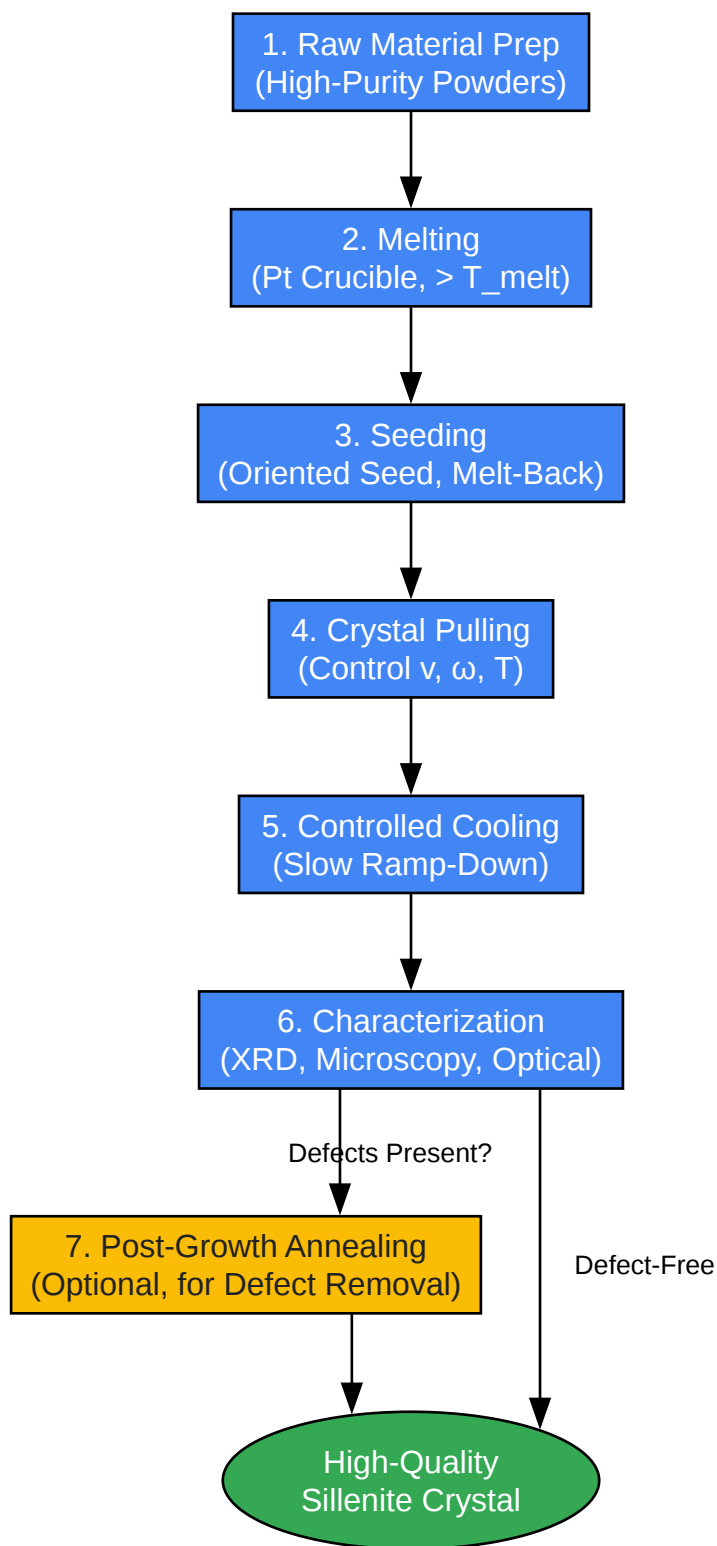 1. Raw Material Prep
(High-Purity Powders)
2. Melting
(Pt Crucible, > T_melt)
3. Seeding
(Oriented Seed, Melt-Back)
4. Crystal Pulling
(Control v, ω, T)
5. Controlled Cooling
(Slow Ramp-Down)
6. Characterization
(XRD, Microscopy, Optical)
Defects Present?
7. Post-Growth Annealing
(Optional, for Defect Removal)
Defect-Free
High-Quality
Sillenite Crystal